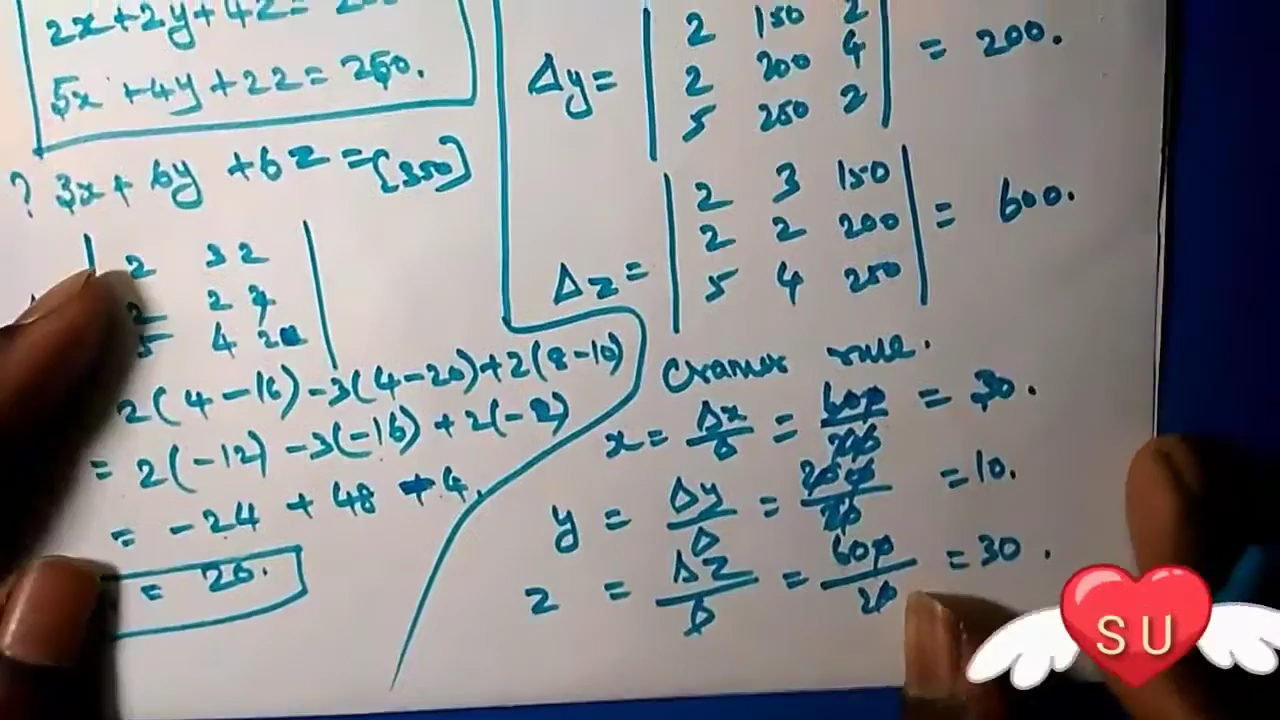 2x+2y+4z=200
5x+4y+2z=250.
? 3x+6y+6z=[350]
2 3 2
2 2 4
5 4 2
2(4-16)-3(4-20)+2(8-10)
= 2(-12) -3(-16) +2(-2)
= -24 + 48 -4
= 20.
2 150 2
Δy= 2 200 4 = 200.
5 250 2
2 3 150
Δz= 2 2 200 = 600.
5 4 250
Cramer rule.
x= Δx/Δ = 600/20 = 30.
y = Δy/Δ = 200/20 =10.
z = Δz/Δ = 600/20 =30.
SU